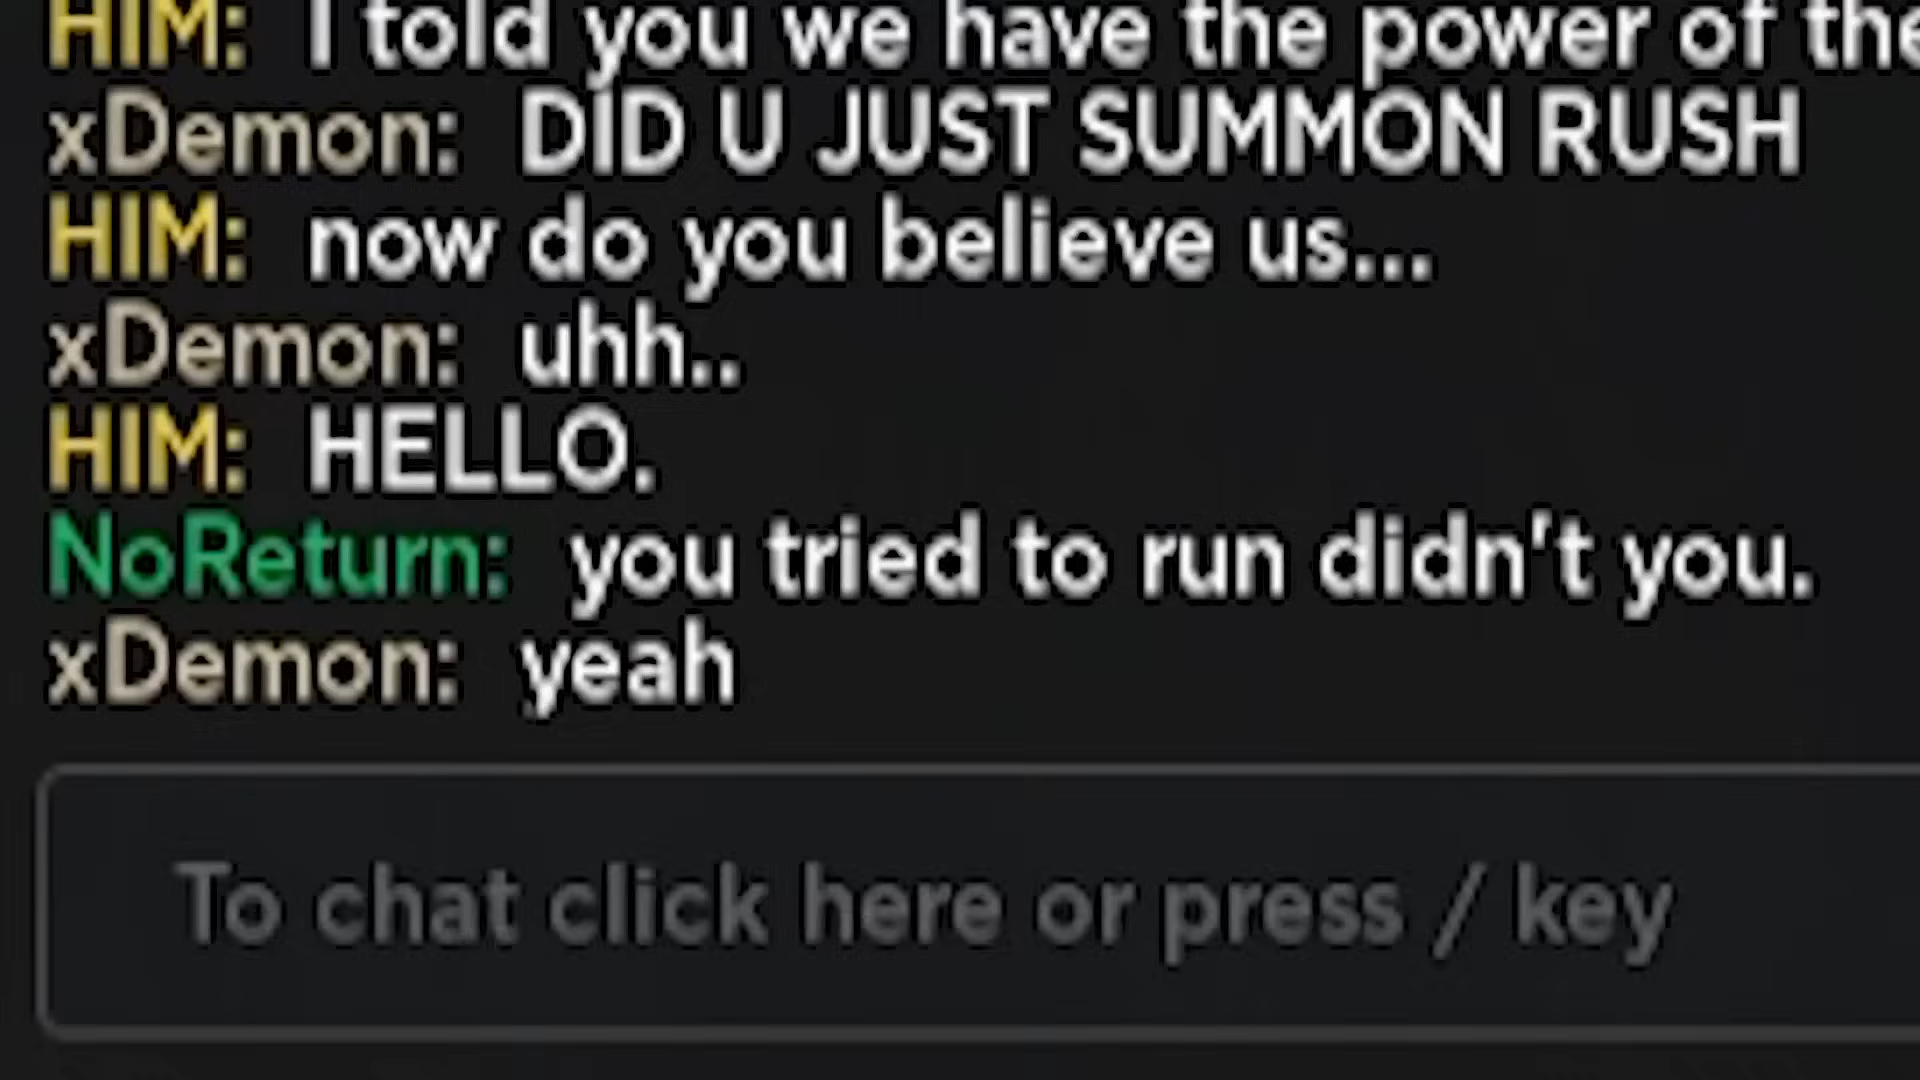 HIM: I told you we have the power of the
xDemon: DID U JUST SUMMON RUSH
HIM: now do you believe us...
xDemon: uhh..
HIM: HELLO.
NoReturn: you tried to run didn't you.
xDemon: yeah
To chat click here or press / key